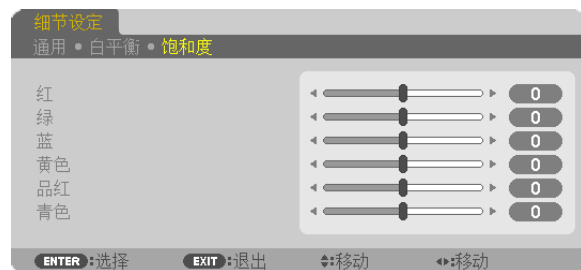 细节设定
通用 • 白平衡 • 饱和度
红 0
绿 0
蓝 0
黄色 0
品红 0
青色 0
ENTER:选择 EXIT:退出 :移动 :移动